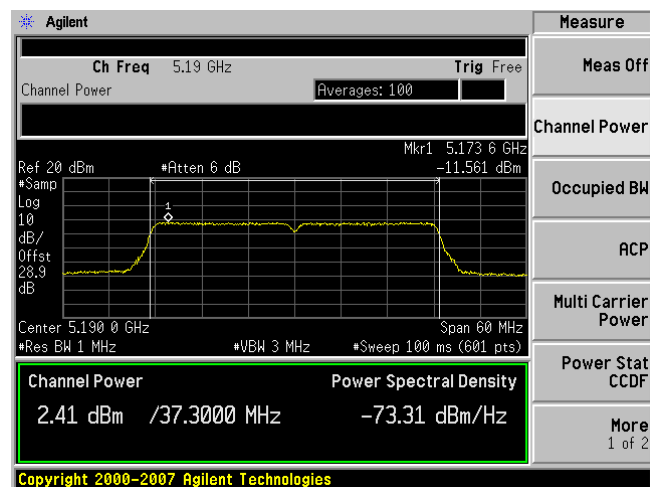 Agilent
Measure
Ch Freq 5.19 GHz Trig Free
Channel Power Averages: 100
Mkr1 5.173 6 GHz
Ref 20 dBm #Atten 6 dB -11.561 dBm
#Samp
Log
10
dB/
Offst
28.9
dB
1
Center 5.190 0 GHz Span 60 MHz
#Res BW 1 MHz #VBW 3 MHz #Sweep 100 ms (601 pts)
Channel Power Power Spectral Density
2.41 dBm /37.3000 MHz -73.31 dBm/Hz
Meas Off
Channel Power
Occupied BW
ACP
Multi Carrier
Power
Power Stat
CCDF
More
1 of 2
Copyright 2000-2007 Agilent Technologies